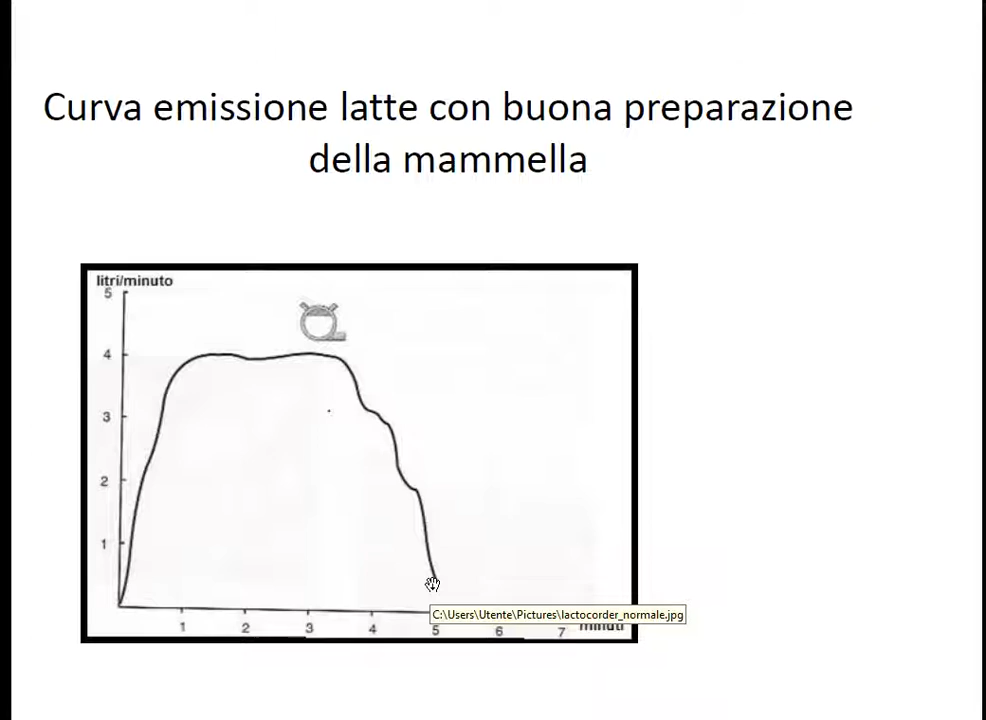 Curva emissione latte con buona preparazione
della mammella
litri/minuto
5
4
3
2
1
C:\Users\Utente\Pictures\lactocorder_normale.jpg
1 2 3 4 5 6 7 minuti